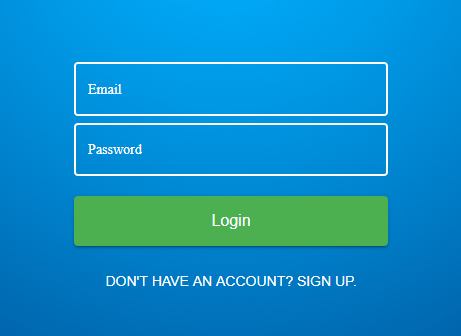 Email
Password
Login
DON'T HAVE AN ACCOUNT? SIGN UP.